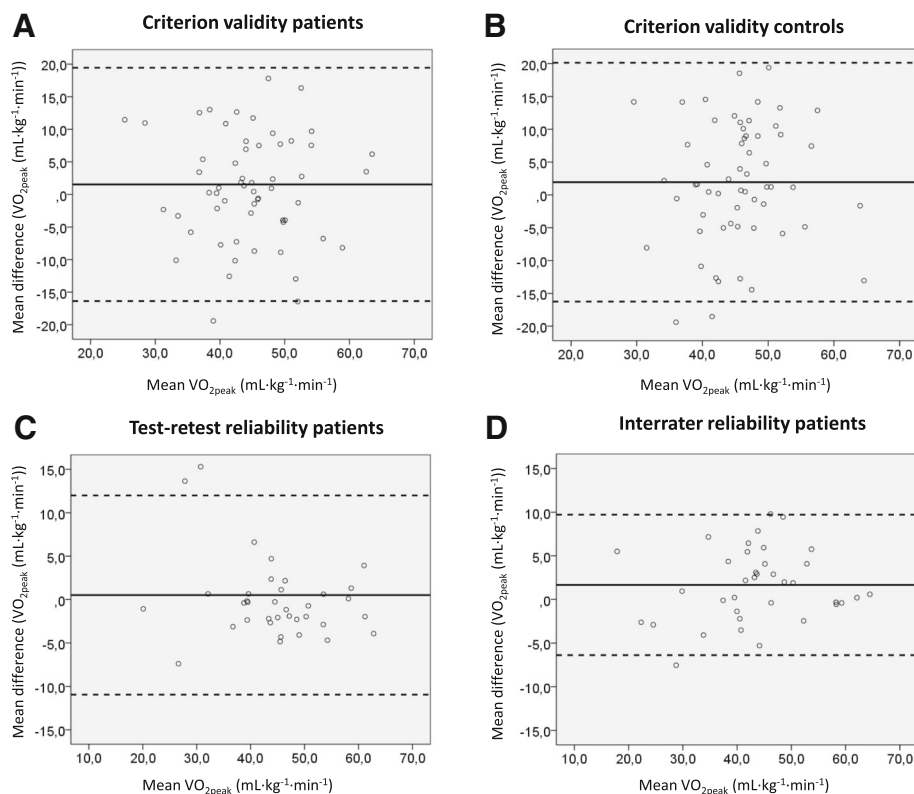 A
Criterion validity patients
Mean difference (VO2peak (mL·kg-1·min-1))
20,0
15,0
10,0
5,0
,0
-5,0
-10,0
-15,0
-20,0
20,0 30,0 40,0 50,0 60,0 70,0
Mean VO2peak (mL·kg-1·min-1)
B
Criterion validity controls
Mean difference (VO2peak (mL·kg-1·min-1))
20,0
15,0
10,0
5,0
,0
-5,0
-10,0
-15,0
-20,0
20,0 30,0 40,0 50,0 60,0 70,0
Mean VO2peak (mL·kg-1·min-1)
C
Test-retest reliability patients
Mean difference (VO2peak (mL·kg-1·min-1))
15,0
10,0
5,0
,0
-5,0
-10,0
-15,0
10,0 20,0 30,0 40,0 50,0 60,0 70,0
Mean VO2peak (mL·kg-1·min-1)
D
Interrater reliability patients
Mean difference (VO2peak (mL·kg-1·min-1))
15,0
10,0
5,0
,0
-5,0
-10,0
-15,0
10,0 20,0 30,0 40,0 50,0 60,0 70,0
Mean VO2peak (mL·kg-1·min-1)